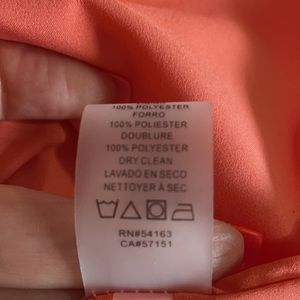 100% POLYESTER
FORRO
100% POLIESTER
DOUBLURE
100% POLYESTER
DRY CLEAN
LAVADO EN SECO
NETTOYER À SEC
RN#54163
CA#57151